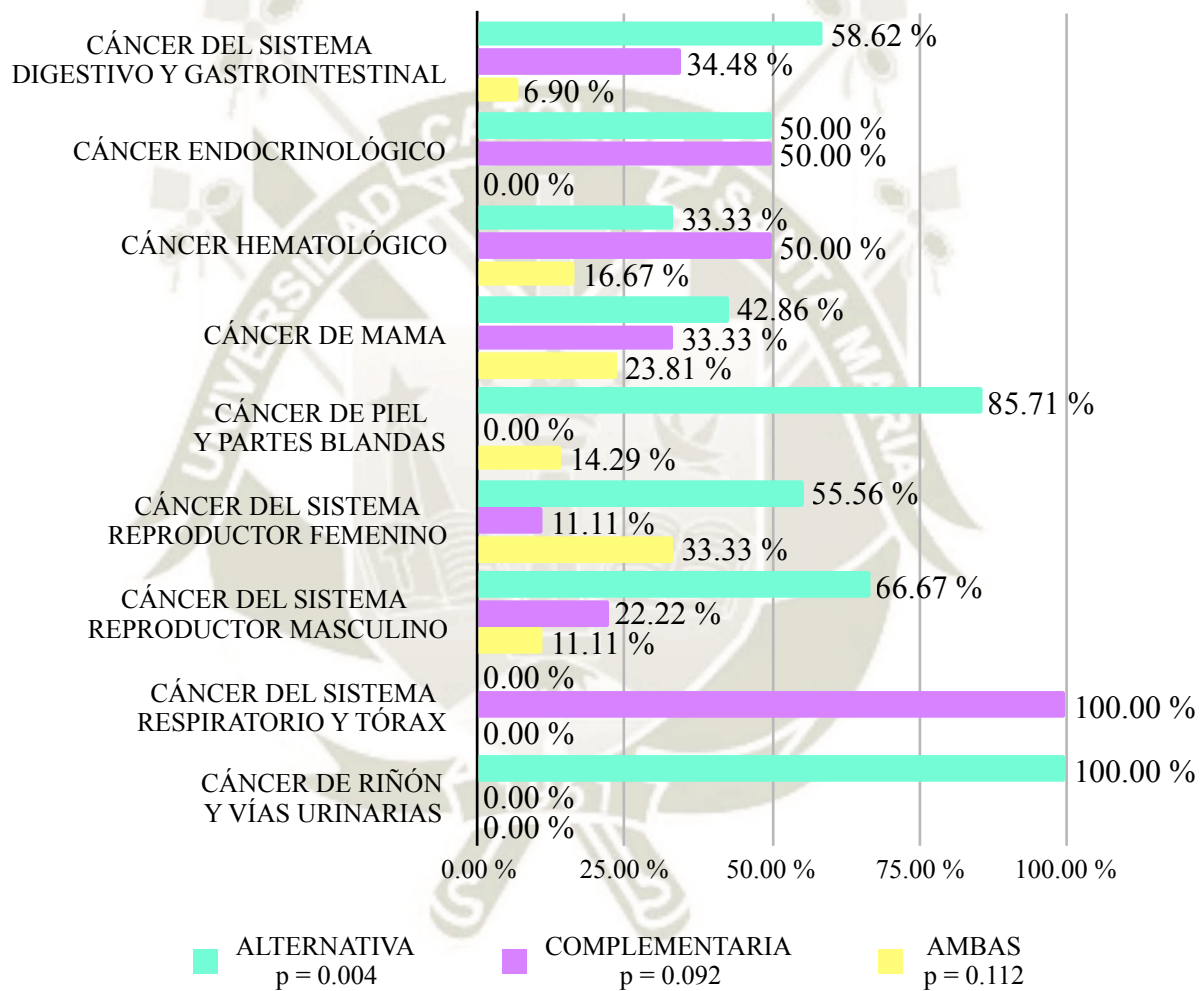 CÁNCER DEL SISTEMA
DIGESTIVO Y GASTROINTESTINAL
58.62 %
34.48 %
6.90 %
CÁNCER ENDOCRINOLÓGICO
50.00 %
50.00 %
0.00 %
CÁNCER HEMATOLÓGICO
33.33 %
50.00 %
16.67 %
CÁNCER DE MAMA
42.86 %
33.33 %
23.81 %
CÁNCER DE PIEL
Y PARTES BLANDAS
85.71 %
0.00 %
14.29 %
CÁNCER DEL SISTEMA
REPRODUCTOR FEMENINO
55.56 %
11.11 %
33.33 %
CÁNCER DEL SISTEMA
REPRODUCTOR MASCULINO
66.67 %
22.22 %
11.11 %
CÁNCER DEL SISTEMA
RESPIRATORIO Y TÓRAX
0.00 %
100.00 %
0.00 %
CÁNCER DE RIÑÓN
Y VÍAS URINARIAS
100.00 %
0.00 %
0.00 %
0.00 % 25.00 % 50.00 % 75.00 % 100.00 %
ALTERNATIVA COMPLEMENTARIA AMBAS
p = 0.004 p = 0.092 p = 0.112
UNIVERSIDAD CATOLICA SANTA MARIA